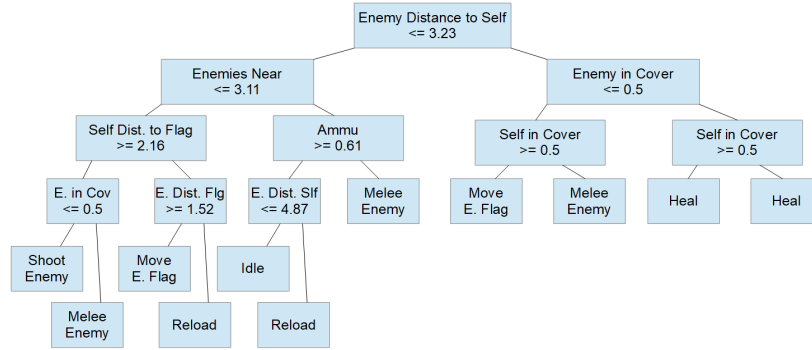 Enemy Distance to Self
<= 3.23
Enemies Near
<= 3.11
Enemy in Cover
<= 0.5
Self Dist. to Flag
>= 2.16
Ammu
>= 0.61
Self in Cover
>= 0.5
Self in Cover
>= 0.5
E. in Cov
<= 0.5
E. Dist. Flg
>= 1.52
E. Dist. Slf
<= 4.87
Melee
Enemy
Move
E. Flag
Melee
Enemy
Heal
Heal
Shoot
Enemy
Move
E. Flag
Idle
Melee
Enemy
Reload
Reload